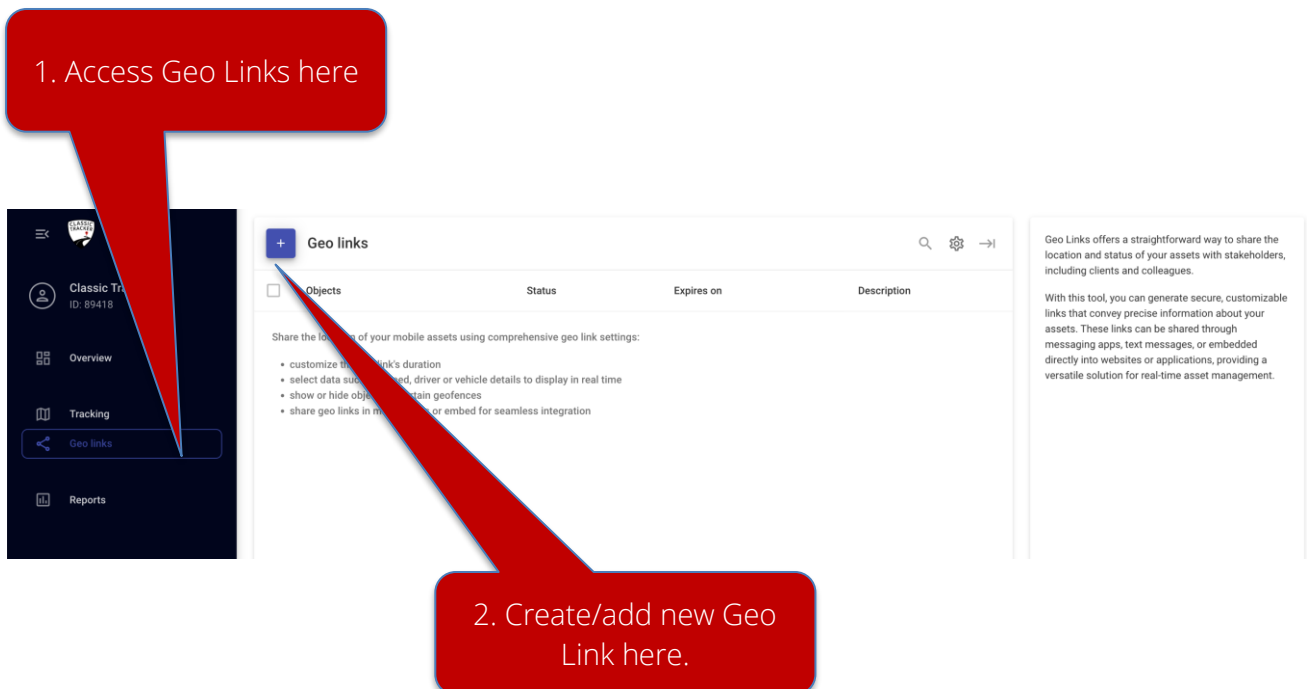 1. Access Geo Links here
CLASSIC
TRACKER
Classic Tr
ID: 89418
Overview
Tracking
Geo links
Reports
+ Geo links
Objects Status Expires on Description
Share the lo of your mobile assets using comprehensive geo link settings:
• customize th link's duration
• select data suc ed, driver or vehicle details to display in real time
• show or hide obje tain geofences
• share geo links in m or embed for seamless integration
Geo Links offers a straightforward way to share the
location and status of your assets with stakeholders,
including clients and colleagues.
With this tool, you can generate secure, customizable
links that convey precise information about your
assets. These links can be shared through
messaging apps, text messages, or embedded
directly into websites or applications, providing a
versatile solution for real-time asset management.
2. Create/add new Geo
Link here.